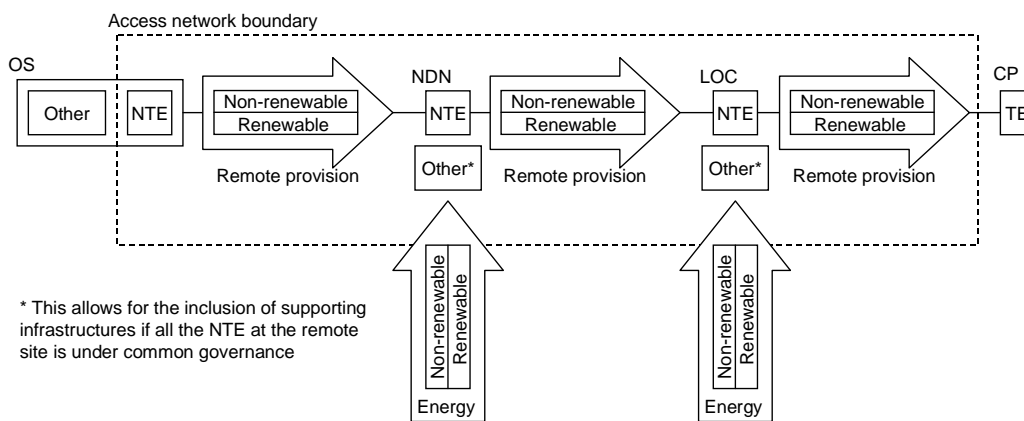 Access network boundary
OS
NDN
LOC
CP
Other
NTE
Non-renewable
Renewable
NTE
Non-renewable
Renewable
NTE
Non-renewable
Renewable
TE
Remote provision
Other*
Remote provision
Other*
Remote provision
Non-renewable
Renewable
Energy
Non-renewable
Renewable
Energy
* This allows for the inclusion of supporting
infrastructures if all the NTE at the remote
site is under common governance